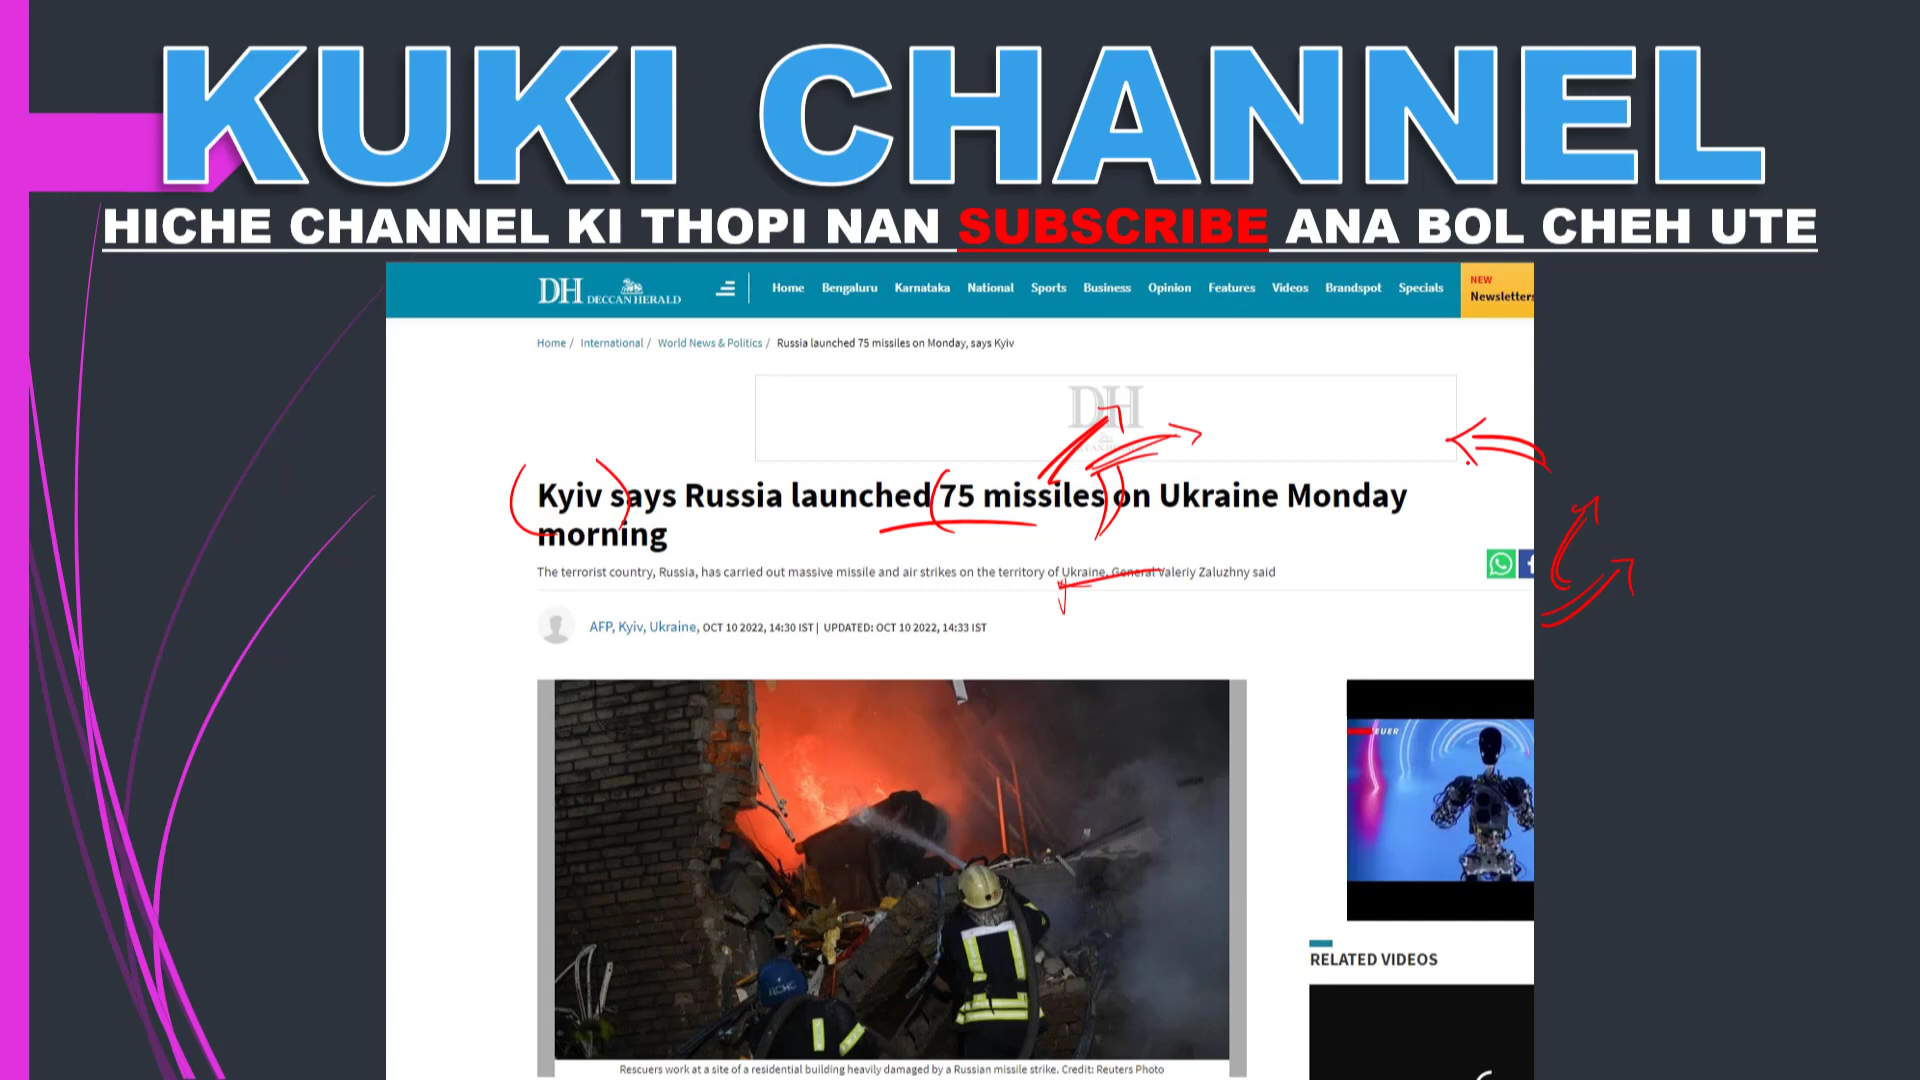 KUKI CHANNEL
HICHE CHANNEL KI THOPI NAN SUBSCRIBE ANA BOL CHEH UTE
DH DECCAN HERALD
Home Bengaluru Karnataka National Sports Business Opinion Features Videos Brandspot Specials
NEW
Newsletters
Home / International / World News & Politics / Russia launched 75 missiles on Monday, says Kyiv
DH
Kyiv says Russia launched 75 missiles on Ukraine Monday
morning
The terrorist country, Russia, has carried out massive missile and air strikes on the territory of Ukraine, General Valeriy Zaluzhny said
AFP, Kyiv, Ukraine, OCT 10 2022, 14:30 IST | UPDATED: OCT 10 2022, 14:33 IST
RELATED VIDEOS
Rescuers work at a site of a residential building heavily damaged by a Russian missile strike. Credit: Reuters Photo